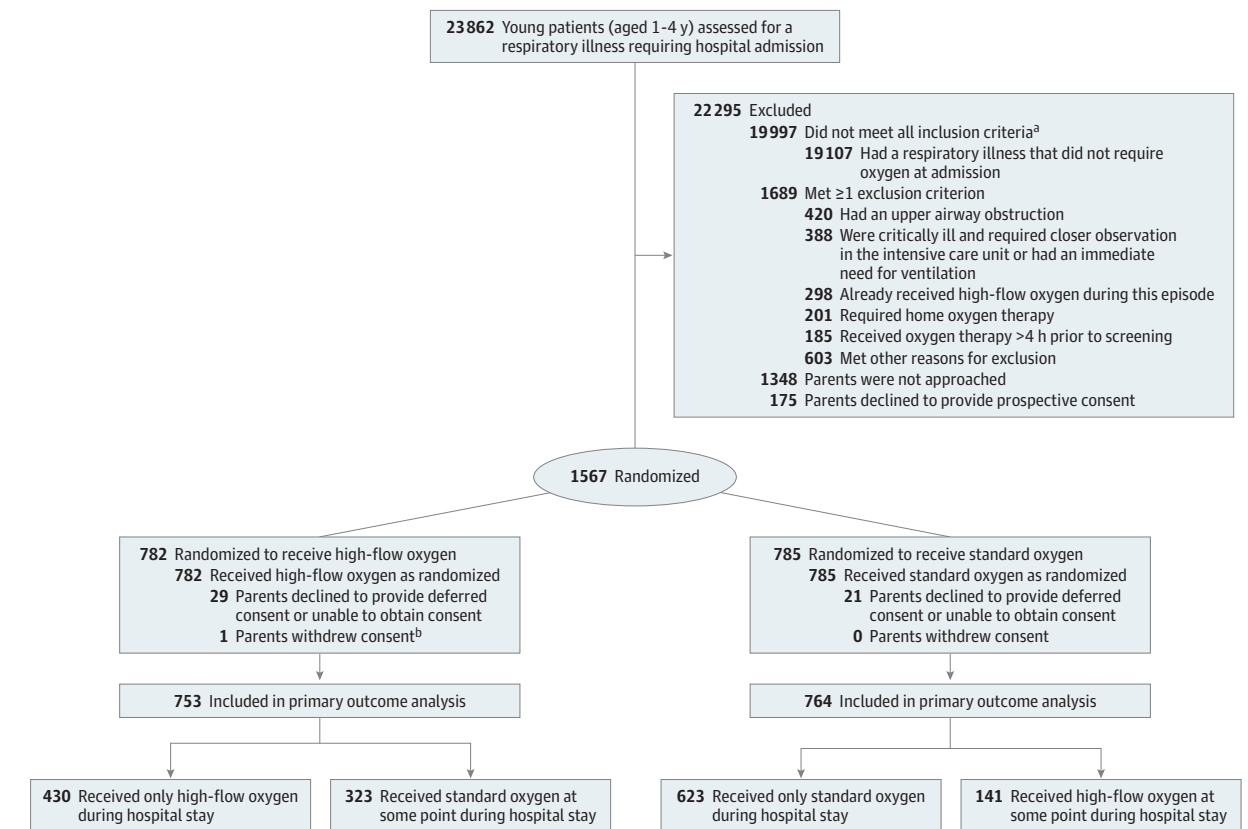 23862 Young patients (aged 1-4 y) assessed for a
respiratory illness requiring hospital admission
22295 Excluded
19997 Did not meet all inclusion criteriaa
19107 Had a respiratory illness that did not require
oxygen at admission
1689 Met ≥1 exclusion criterion
420 Had an upper airway obstruction
388 Were critically ill and required closer observation
in the intensive care unit or had an immediate
need for ventilation
298 Already received high-flow oxygen during this episode
201 Required home oxygen therapy
185 Received oxygen therapy >4 h prior to screening
603 Met other reasons for exclusion
1348 Parents were not approached
175 Parents declined to provide prospective consent
1567 Randomized
782 Randomized to receive high-flow oxygen
782 Received high-flow oxygen as randomized
29 Parents declined to provide deferred
consent or unable to obtain consent
1 Parents withdrew consentb
785 Randomized to receive standard oxygen
785 Received standard oxygen as randomized
21 Parents declined to provide deferred
consent or unable to obtain consent
0 Parents withdrew consent
753 Included in primary outcome analysis
764 Included in primary outcome analysis
430 Received only high-flow oxygen
during hospital stay
323 Received standard oxygen at
some point during hospital stay
623 Received only standard oxygen
during hospital stay
141 Received high-flow oxygen at
some point during hospital stay